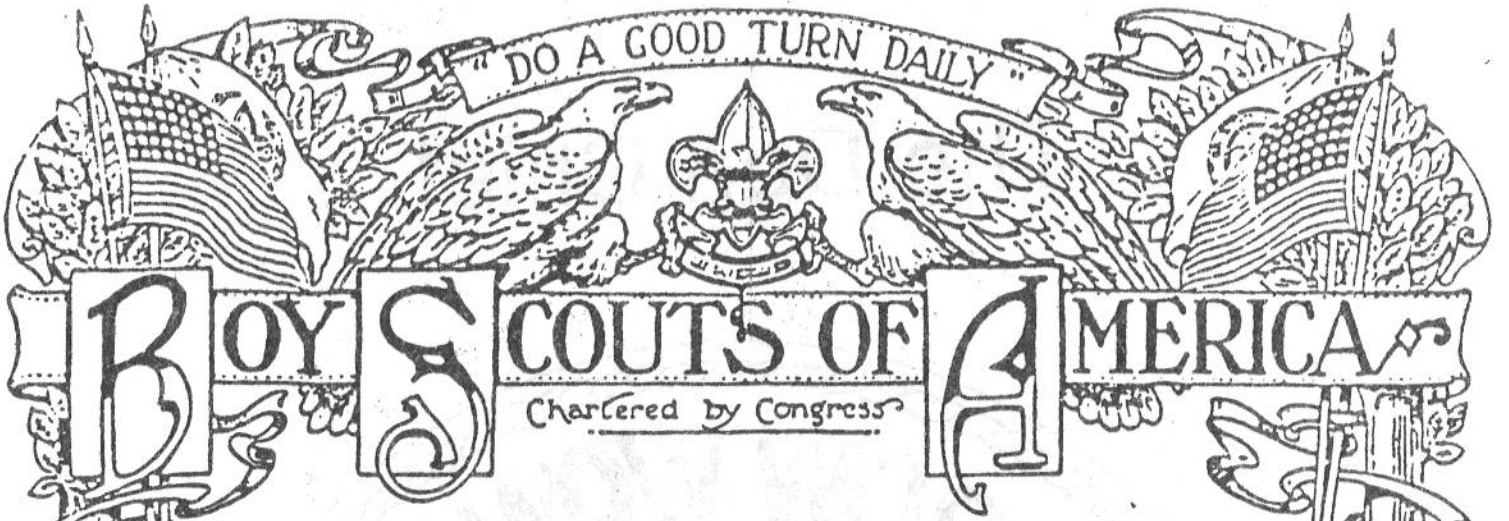 "DO A GOOD TURN DAILY"
BOY SCOUTS OF AMERICA
Chartered by Congress